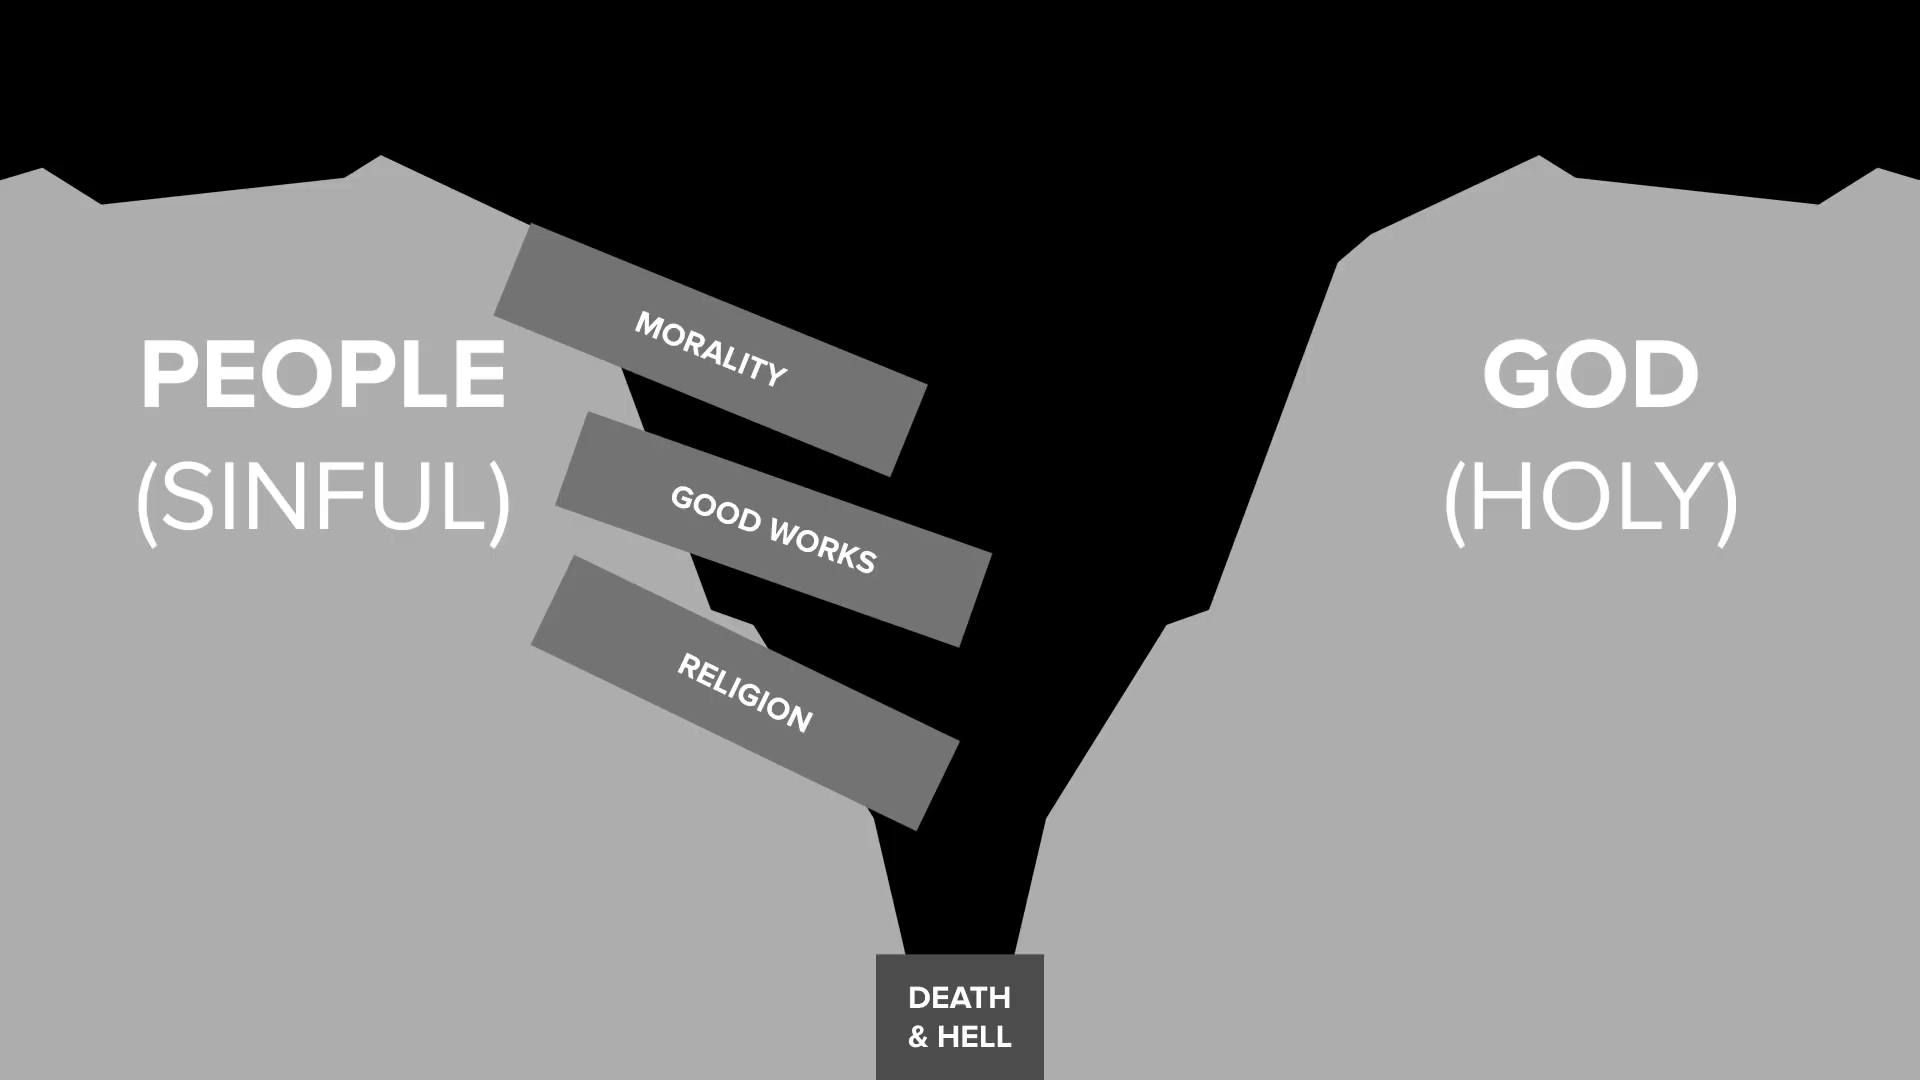 PEOPLE
(SINFUL)
MORALITY
GOOD WORKS
RELIGION
GOD
(HOLY)
DEATH
& HELL